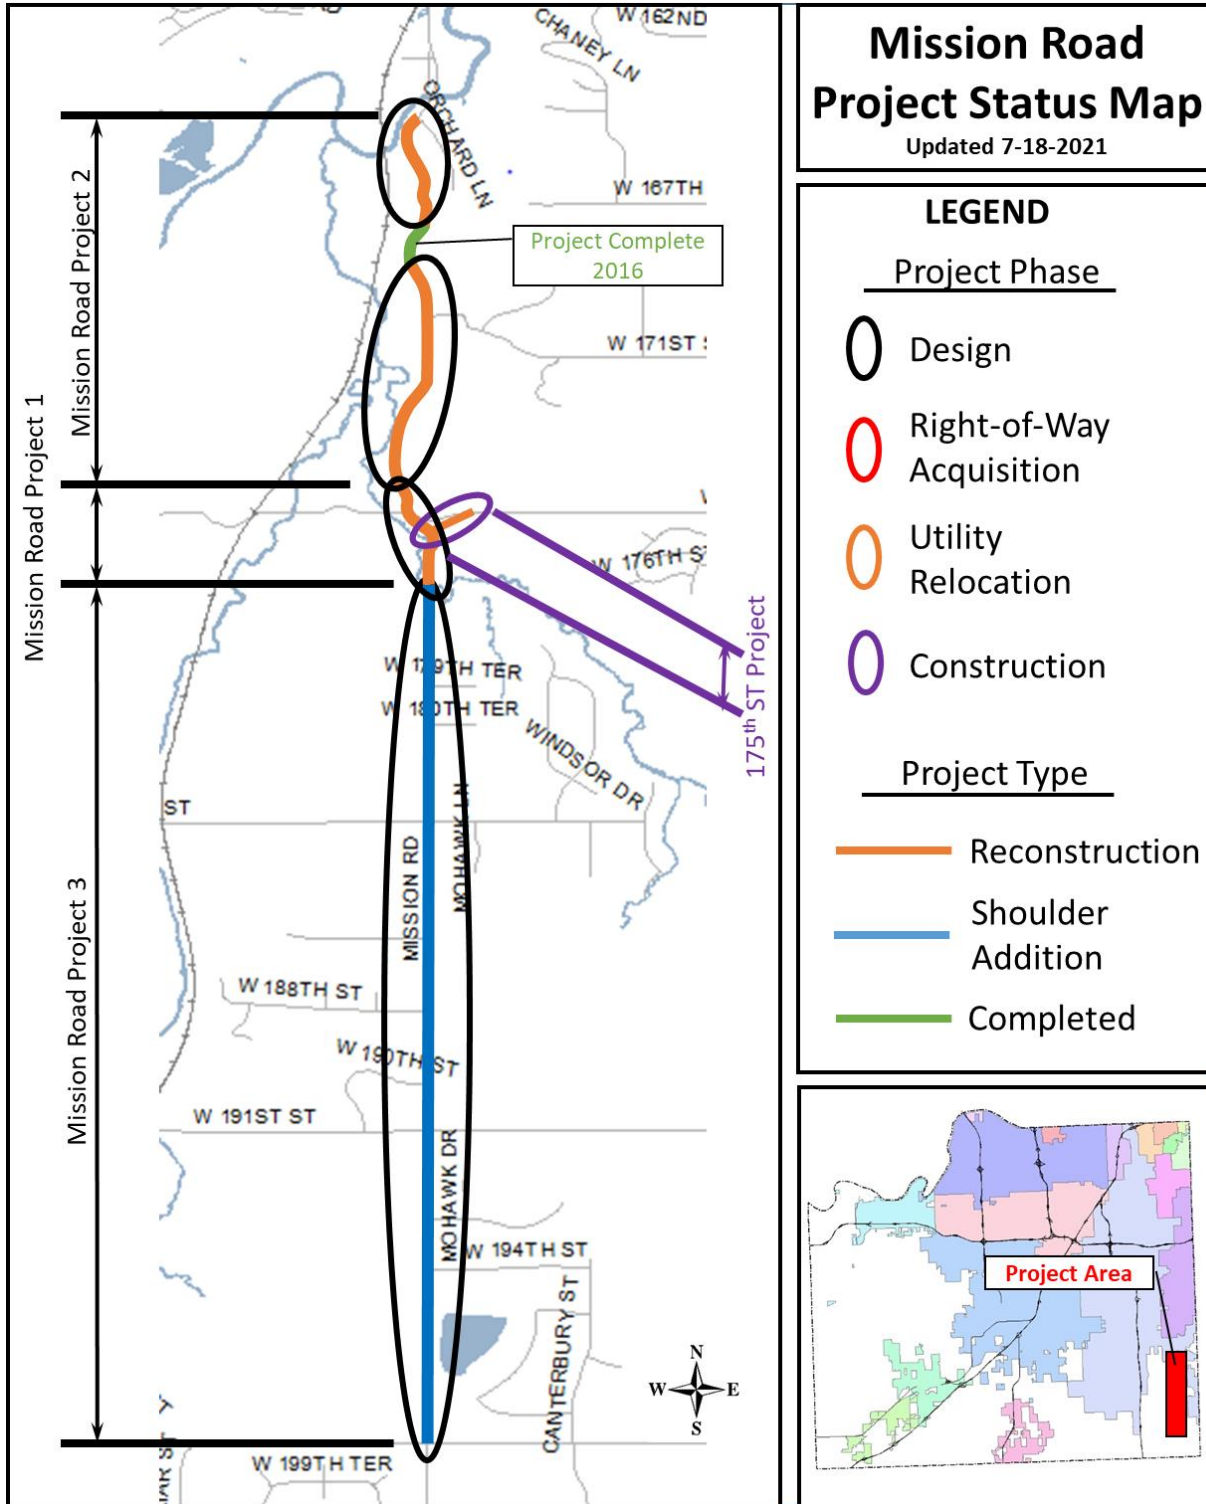 Mission Road
Project Status Map
Updated 7-18-2021
LEGEND
Project Phase
Design
Right-of-Way
Acquisition
Utility
Relocation
Construction
Project Type
Reconstruction
Shoulder
Addition
Completed
Project Area
W 162ND
CHANEY LN
ORCHARD LN
W 167TH
Project Complete
2016
W 171ST
Mission Road Project 2
Mission Road Project 1
W 176TH S
175th ST Project
W 179TH TER
W 180TH TER
WINDSOR DR
ST
MOHAWK LN
MISSION RD
Mission Road Project 3
W 188TH ST
W 190TH ST
W 191ST ST
MOHAWK DR
W 194TH ST
CANTERBURY ST
N
W E
S
W 199TH TER